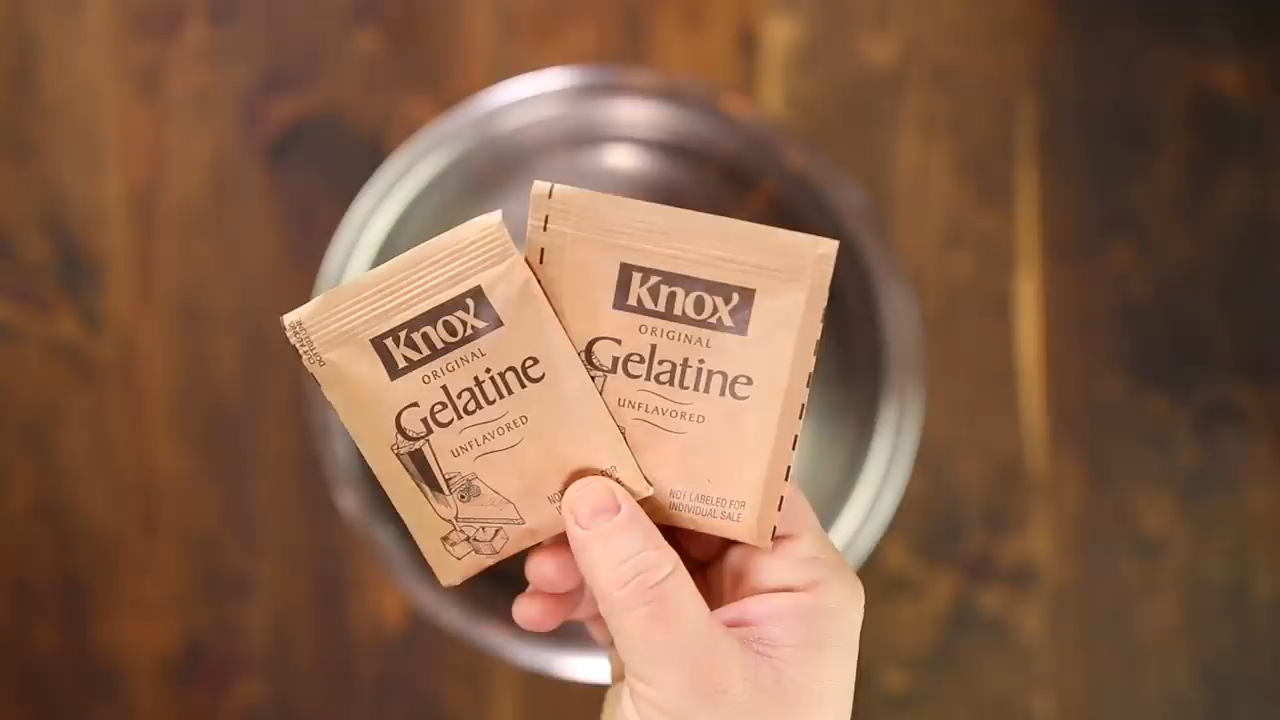 Knox
ORIGINAL
Gelatine
UNFLAVORED
Knox
ORIGINAL
Gelatine
UNFLAVORED
NOT LABELED FOR
INDIVIDUAL SALE